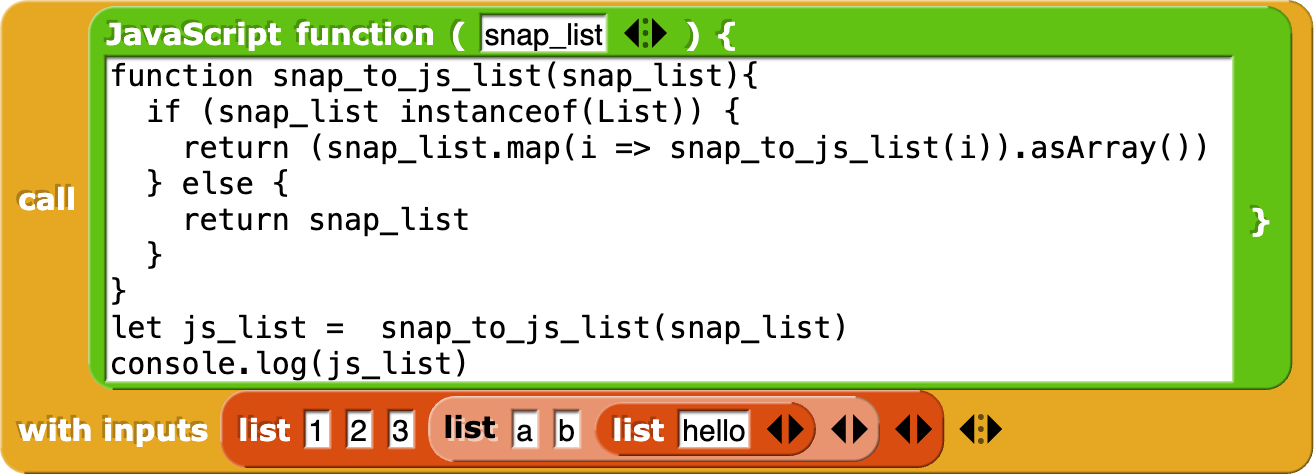 JavaScript function ( snap_list ) {
function snap_to_js_list(snap_list){
  if (snap_list instanceof(List)) {
    return (snap_list.map(i => snap_to_js_list(i)).asArray())
  } else {
call
    return snap_list
}
  }
}
let js_list =  snap_to_js_list(snap_list)
console.log(js_list)
with inputs list 1 2 3 list a b list hello